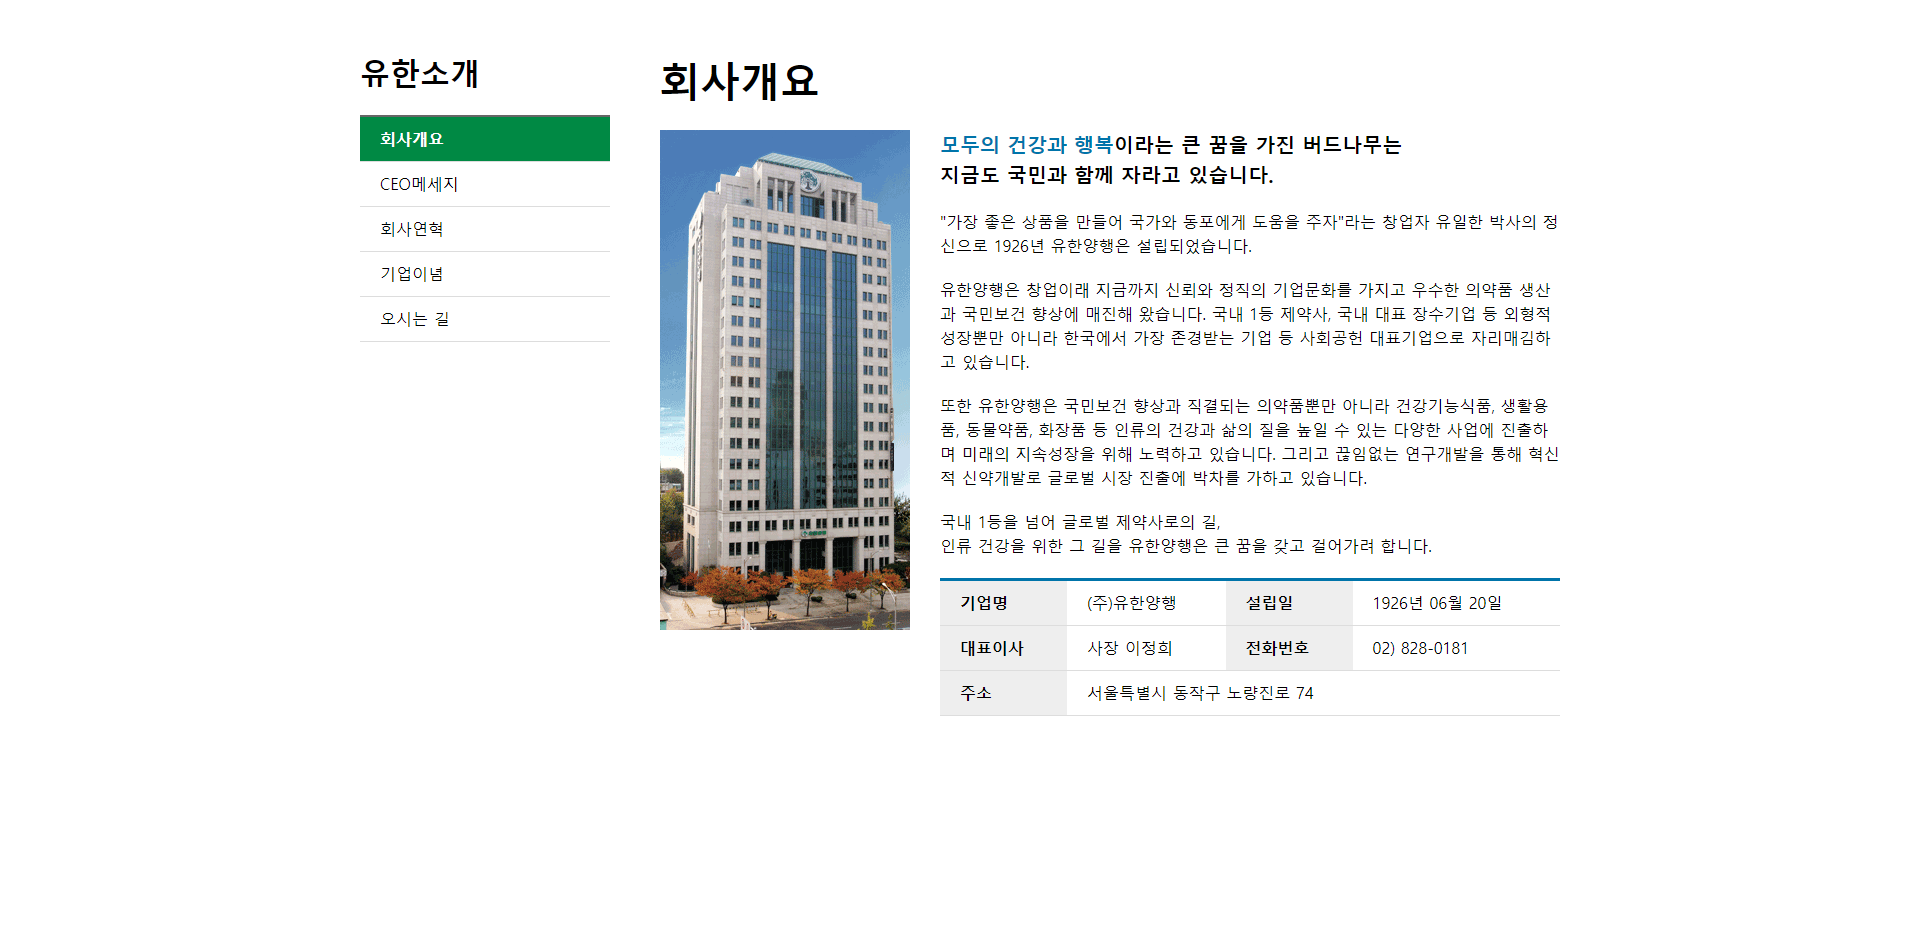 유한소개
회사개요
CEO메세지
회사연혁
기업이념
오시는 길
회사개요
모두의 건강과 행복이라는 큰 꿈을 가진 버드나무는
지금도 국민과 함께 자라고 있습니다.
"가장 좋은 상품을 만들어 국가와 동포에게 도움을 주자"라는 창업자 유일한 박사의 정
신으로 1926년 유한양행은 설립되었습니다.
유한양행은 창업이래 지금까지 신뢰와 정직의 기업문화를 가지고 우수한 의약품 생산
과 국민보건 향상에 매진해 왔습니다. 국내 1등 제약사, 국내 대표 장수기업 등 외형적
성장뿐만 아니라 한국에서 가장 존경받는 기업 등 사회공헌 대표기업으로 자리매김하
고 있습니다.
또한 유한양행은 국민보건 향상과 직결되는 의약품뿐만 아니라 건강기능식품, 생활용
품, 동물약품, 화장품 등 인류의 건강과 삶의 질을 높일 수 있는 다양한 사업에 진출하
며 미래의 지속성장을 위해 노력하고 있습니다. 그리고 끊임없는 연구개발을 통해 혁신
적 신약개발로 글로벌 시장 진출에 박차를 가하고 있습니다.
국내 1등을 넘어 글로벌 제약사로의 길,
인류 건강을 위한 그 길을 유한양행은 큰 꿈을 갖고 걸어가려 합니다.
기업명 (주)유한양행 설립일 1926년 06월 20일
대표이사 사장 이정희 전화번호 02) 828-0181
주소 서울특별시 동작구 노량진로 74